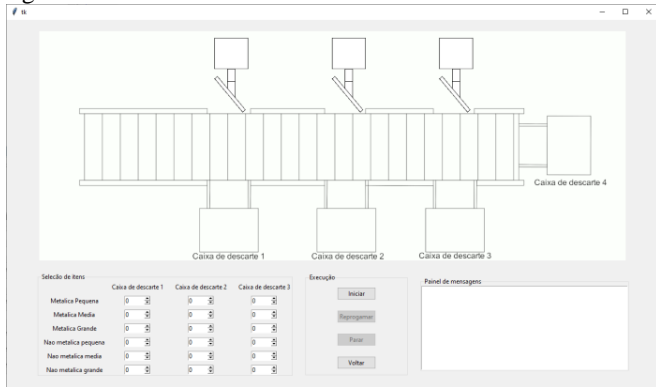 tk
Caixa de descarte 4
Caixa de descarte 1
Caixa de descarte 2
Caixa de descarte 3
Selecão de itens
Caixa de descarte 1 Caixa de descarte 2 Caixa de descarte 3
Metalica Pequena 0 0 0
Metalica Media 0 0 0
Metalica Grande 0 0 0
Nao metalica pequena 0 0 0
Nao metalica media 0 0 0
Nao metalica grande 0 0 0
Execução
Iniciar
Reprogamar
Parar
Voltar
Painel de mensagens